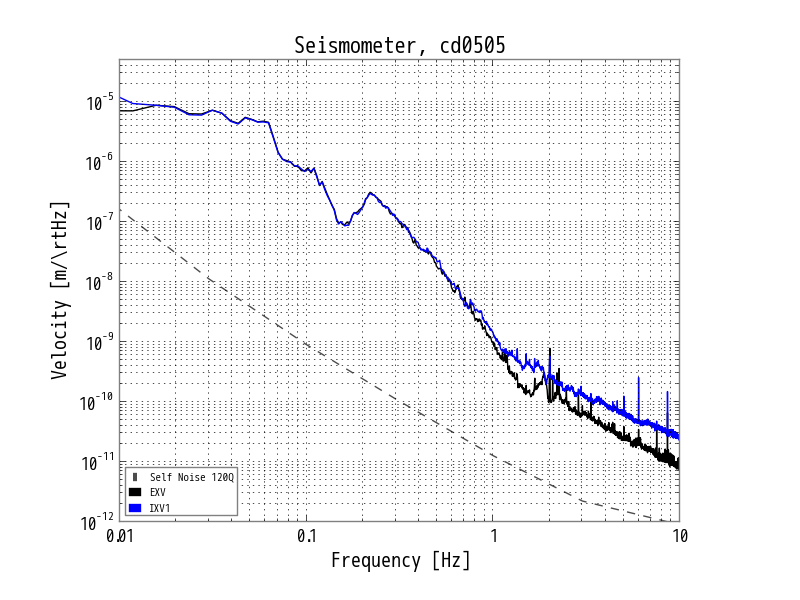 Seismometer, cd0505
Velocity [m/\rtHz]
10^-5
10^-6
10^-7
10^-8
10^-9
10^-10
10^-11
10^-12
Self Noise 120Q
EXV
IXV1
0.01 0.1 1 10
Frequency [Hz]